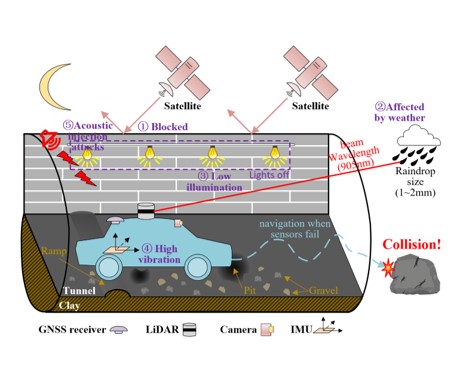 Satellite
Satellite
②Affected
by weather
⑤Acoustic
injection
attacks
① Blocked
③ Low
illumination
Lights off
beam
Wavelength
(905nm)
Raindrop
size
(1~2mm)
④ High
vibration
navigation when
sensors fail
Collision!
Ramp
Pit
Gravel
Tunnel
Clay
GNSS receiver
LiDAR
Camera
IMU